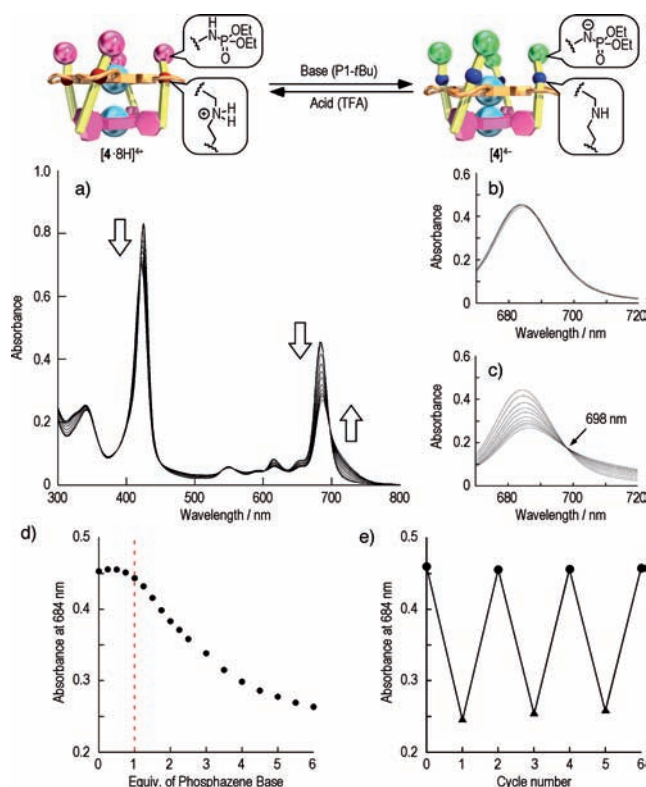 H
N P OEt
O OEt
N H
⊕ H
[4·8H]⁴⁺
Base (P1-tBu)
Acid (TFA)
⊖
N P OEt
O OEt
NH
[4]⁴⁻
a)
Absorbance
1.0
0.8
0.6
0.4
0.2
0
300 400 500 600 700 800
Wavelength / nm
b)
Absorbance
0.6
0.4
0.2
0
680 700 720
Wavelength / nm
c)
Absorbance
0.6
0.4
0.2
0
698 nm
680 700 720
Wavelength / nm
d)
Absorbance at 684 nm
0.5
0.4
0.3
0.2
0 1 2 3 4 5 6
Equiv. of Phosphazene Base
e)
Absorbance at 684 nm
0.5
0.4
0.3
0.2
0 1 2 3 4 5 6
Cycle number